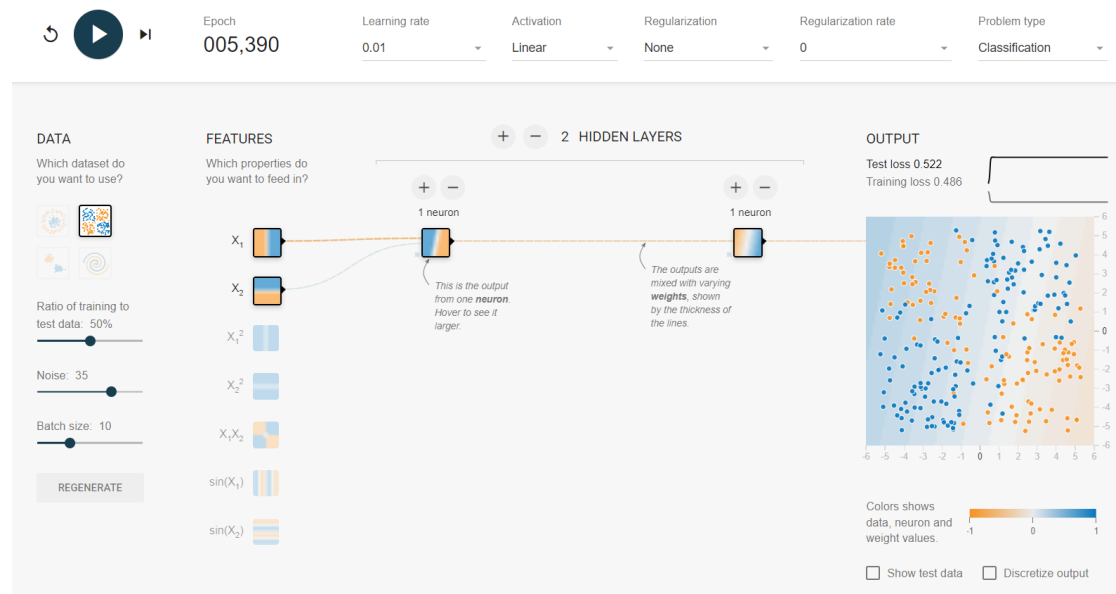 Epoch
005,390
Learning rate
0.01
Activation
Linear
Regularization
None
Regularization rate
0
Problem type
Classification
DATA
Which dataset do
you want to use?
Ratio of training to
test data: 50%
Noise: 35
Batch size: 10
REGENERATE
FEATURES
Which properties do
you want to feed in?
X1
X2
X1²
X2²
X1X2
sin(X1)
sin(X2)
+ − 2 HIDDEN LAYERS
+ −
1 neuron
This is the output
from one neuron.
Hover to see it
larger.
+ −
1 neuron
The outputs are
mixed with varying
weights, shown
by the thickness of
the lines.
OUTPUT
Test loss 0.522
Training loss 0.486
6
5
4
3
2
1
0
-1
-2
-3
-4
-5
-6
-6 -5 -4 -3 -2 -1 0 1 2 3 4 5 6
Colors shows
data, neuron and
weight values.
-1 0 1
Show test data
Discretize output